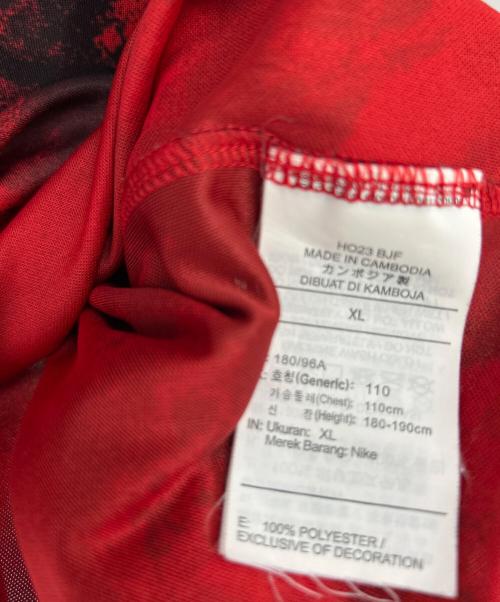 HO23 BJF
MADE IN CAMBODIA
カンボジア製
DIBUAT DI KAMBOJA
XL
: 180/96A
호칭(Generic): 110
가슴둘레(Chest): 110cm
신 장(Height): 180-190cm
IN: Ukuran: XL
Merek Barang: Nike
E: 100% POLYESTER /
EXCLUSIVE OF DECORATION